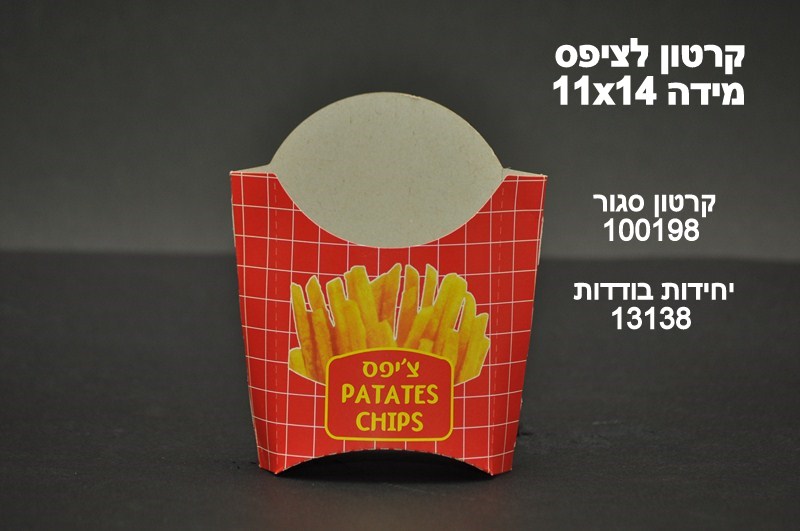 קרטון לציפס
מידה 11x14
קרטון סגור
100198
יחידות בודדות
13138
צ'יפס
PATATES
CHIPS